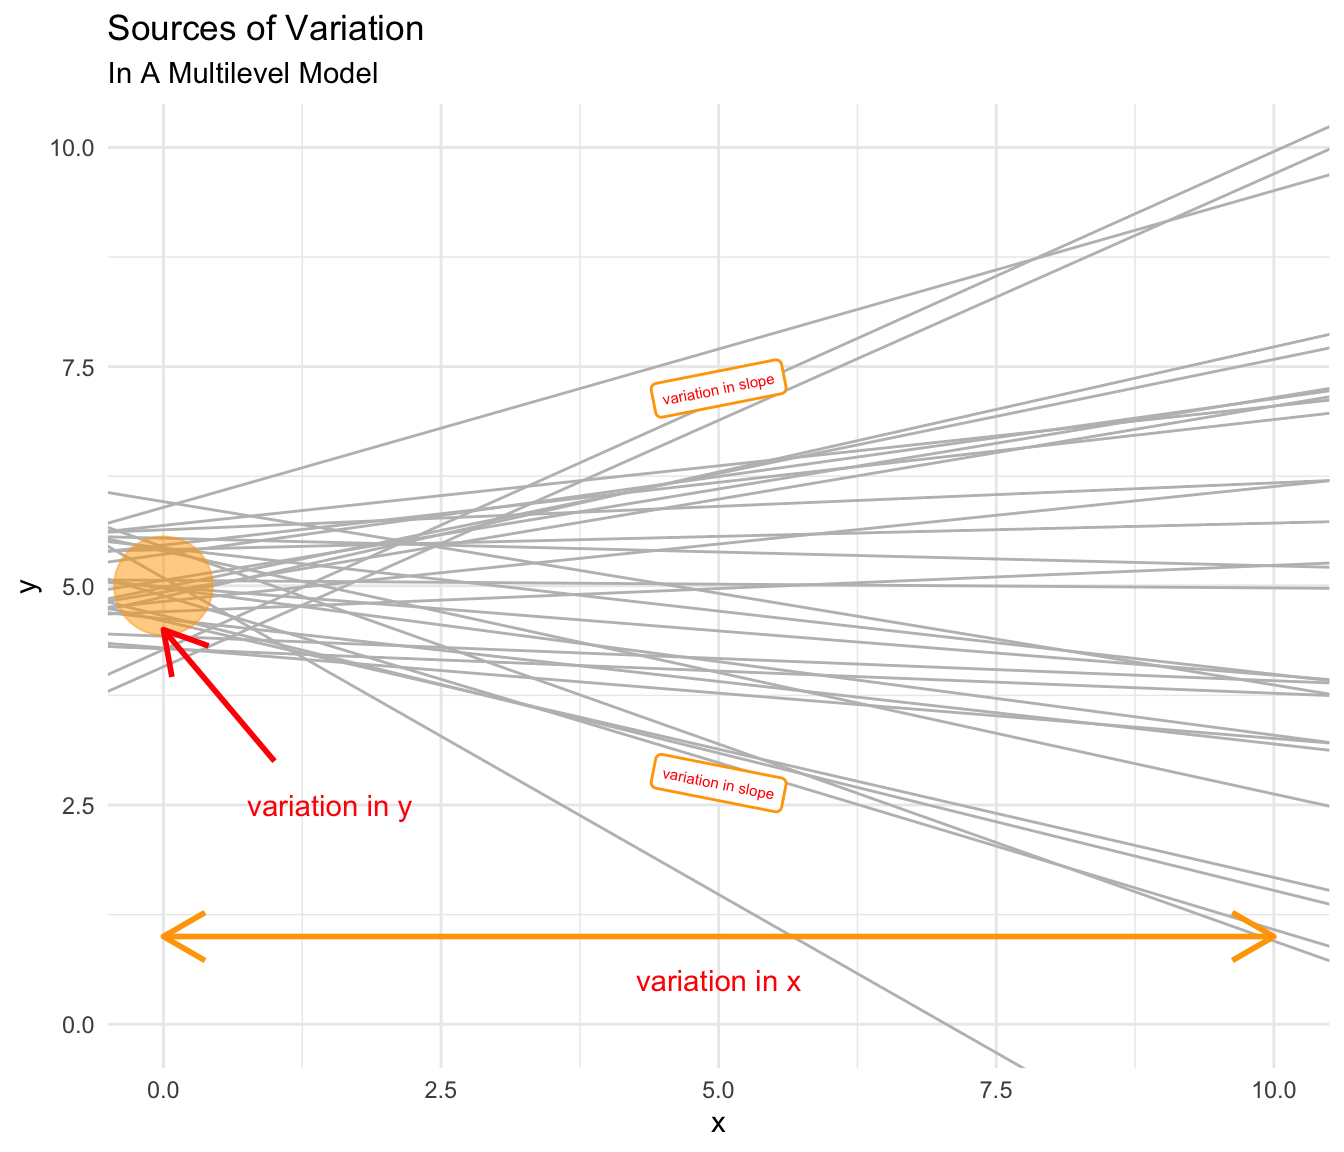 Sources of Variation
In A Multilevel Model
10.0
7.5
5.0
2.5
0.0
y
variation in slope
variation in slope
variation in y
variation in x
0.0 2.5 5.0 7.5 10.0
x